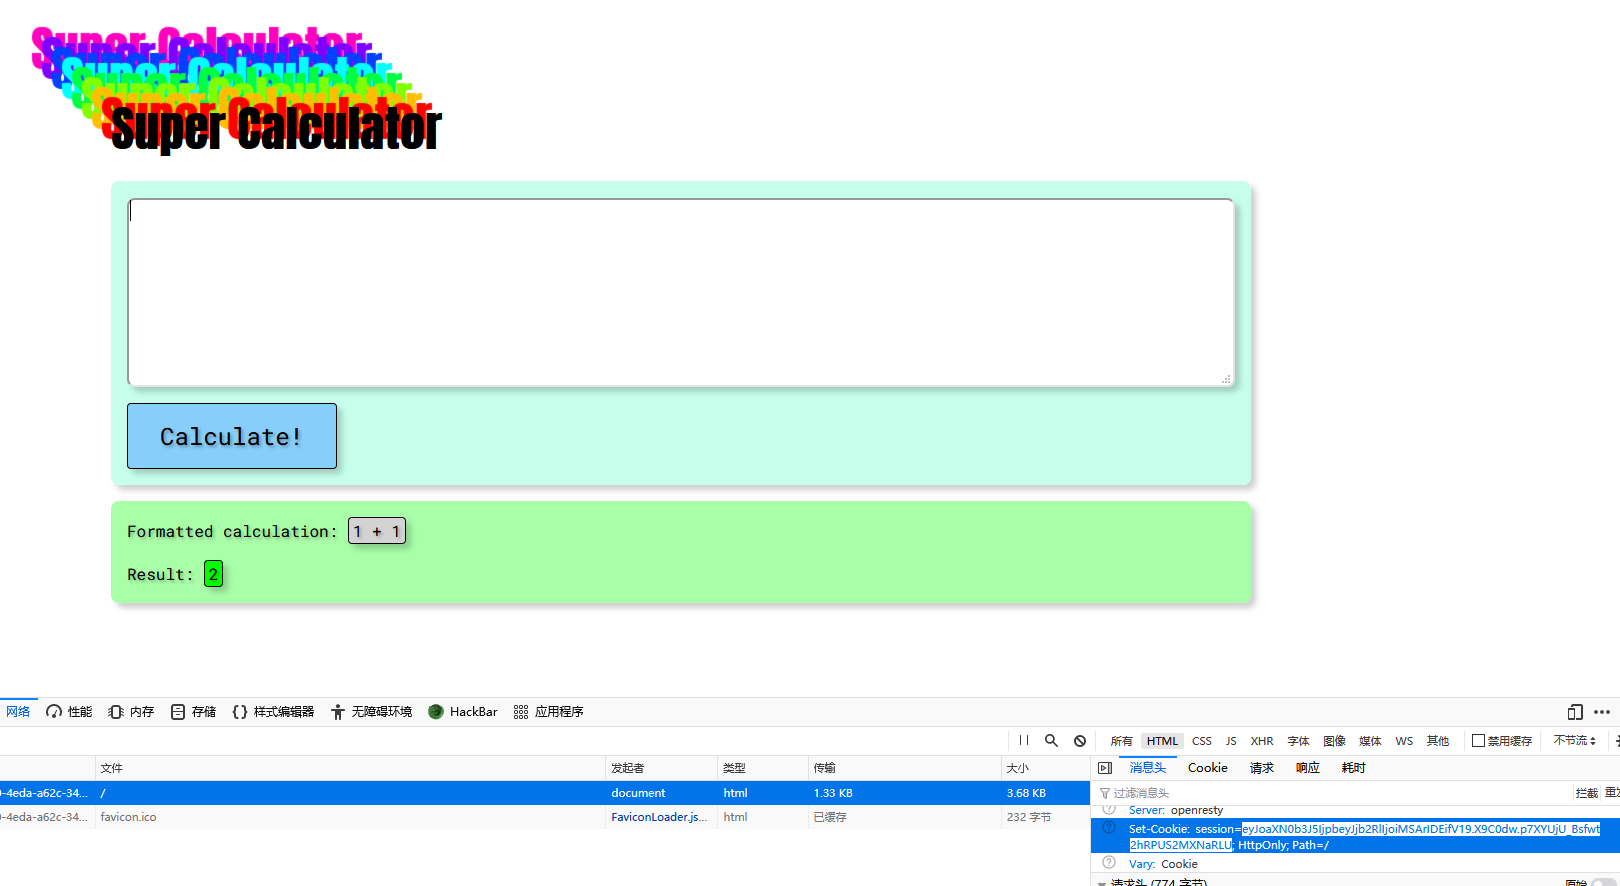 Super Calculator
Calculate!
Formatted calculation: 1 + 1
Result: 2
网络 性能 内存 存储 {} 样式编辑器 无障碍环境 HackBar 应用程序
所有 HTML CSS JS XHR 字体 图像 媒体 WS 其他 禁用缓存 不节流
文件 发起者 类型 传输 大小
消息头 Cookie 请求 响应 耗时
-4eda-a62c-34... / document html 1.33 KB 3.68 KB
过滤消息头 拦截
-4eda-a62c-34... favicon.ico FaviconLoader.js... html 已缓存 232 字节
Server: openresty
Set-Cookie: session=eyJoaXN0b3J5IjpbeyJjb2RlIjoiMSArIDEifV19.X9C0dw.p7XYUjU_Bsfwt
2hRPUS2MXNaRLU; HttpOnly; Path=/
Vary: Cookie
请求头 (774 字节) 原始